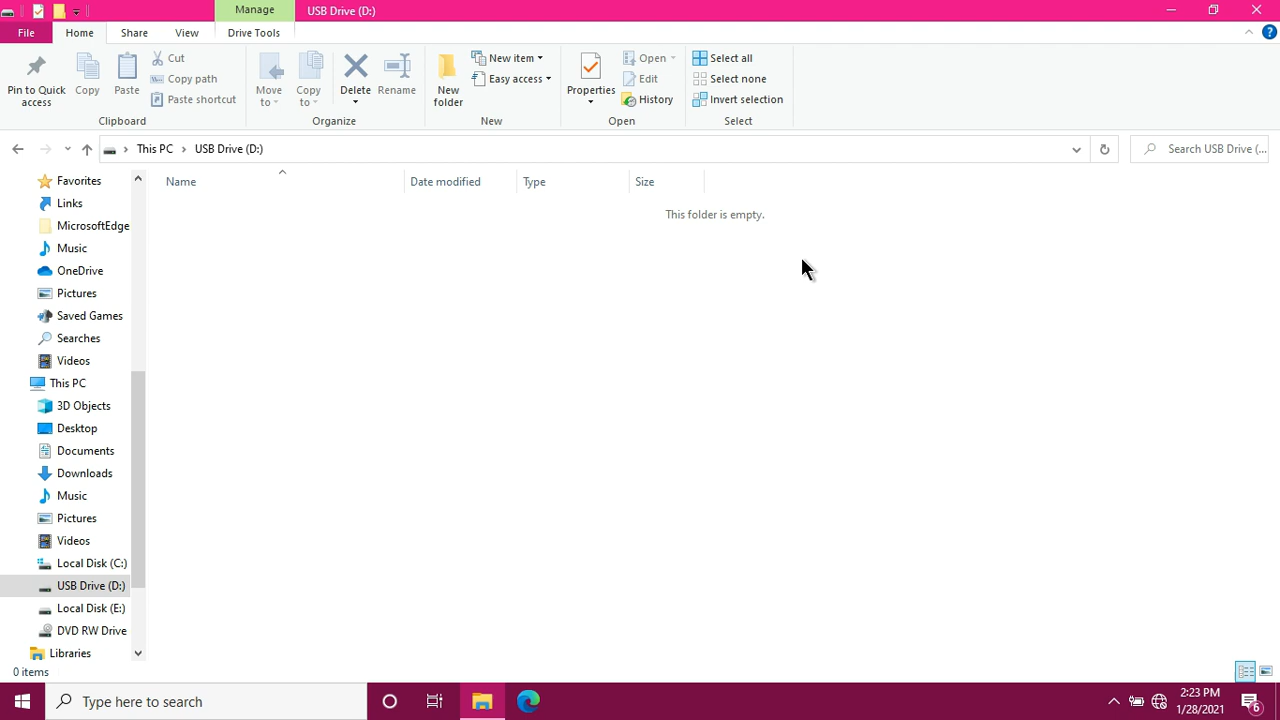 Manage
USB Drive (D:)
File
Home
Share
View
Drive Tools
Pin to Quick access
Copy
Paste
Cut
Copy path
Paste shortcut
Clipboard
Move to
Copy to
Delete
Rename
Organize
New folder
New item
Easy access
New
Properties
Open
Edit
History
Open
Select all
Select none
Invert selection
Select
This PC › USB Drive (D:)
Search USB Drive (...
Name
Date modified
Type
Size
This folder is empty.
Favorites
Links
MicrosoftEdge
Music
OneDrive
Pictures
Saved Games
Searches
Videos
This PC
3D Objects
Desktop
Documents
Downloads
Music
Pictures
Videos
Local Disk (C:)
USB Drive (D:)
Local Disk (E:)
DVD RW Drive
Libraries
0 items
Type here to search
2:23 PM
1/28/2021
6